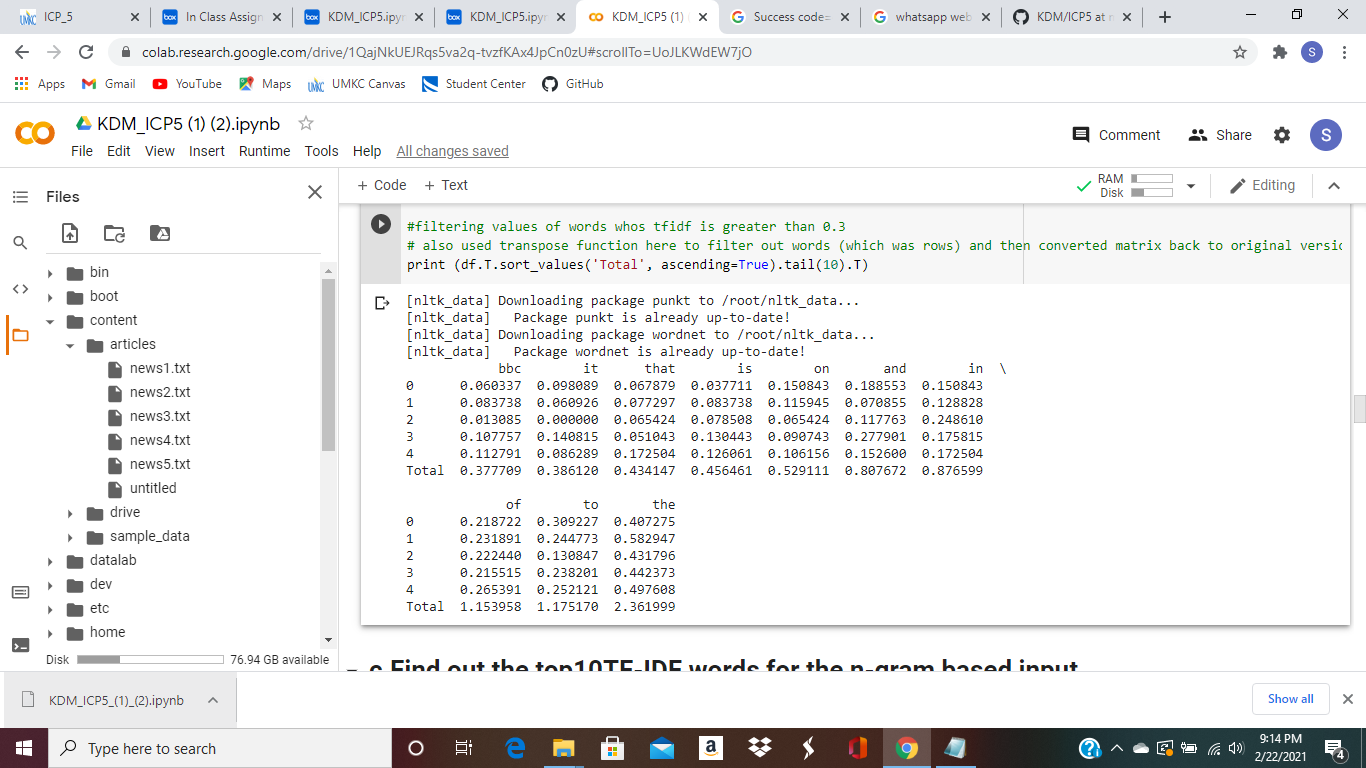 ICP_5
In Class Assign
KDM_ICP5.ipyn
KDM_ICP5.ipyn
KDM_ICP5 (1) (
Success code=
whatsapp web
KDM/ICP5 at n
colab.research.google.com/drive/1QajNkUEJRqs5va2q-tvzfKAx4JpCn0zU#scrollTo=UoJLKWdEW7jO
S
Apps
Gmail
YouTube
Maps
UMKC Canvas
Student Center
GitHub
KDM_ICP5 (1) (2).ipynb
File Edit View Insert Runtime Tools Help All changes saved
Comment
Share
S
Files
+ Code + Text
RAM
Disk
Editing
bin
boot
content
articles
news1.txt
news2.txt
news3.txt
news4.txt
news5.txt
untitled
drive
sample_data
datalab
dev
etc
home
Disk 76.94 GB available
#filtering values of words whos tfidf is greater than 0.3
# also used transpose function here to filter out words (which was rows) and then converted matrix back to original versic
print (df.T.sort_values('Total', ascending=True).tail(10).T)
[nltk_data] Downloading package punkt to /root/nltk_data...
[nltk_data]   Package punkt is already up-to-date!
[nltk_data] Downloading package wordnet to /root/nltk_data...
[nltk_data]   Package wordnet is already up-to-date!
bbc it that is on and in \
0 0.060337 0.098089 0.067879 0.037711 0.150843 0.188553 0.150843
1 0.083738 0.060926 0.077297 0.083738 0.115945 0.070855 0.128828
2 0.013085 0.000000 0.065424 0.078508 0.065424 0.117763 0.248610
3 0.107757 0.140815 0.051043 0.130443 0.090743 0.277901 0.175815
4 0.112791 0.086289 0.172504 0.126061 0.106156 0.152600 0.172504
Total 0.377709 0.386120 0.434147 0.456461 0.529111 0.807672 0.876599
of to the
0 0.218722 0.309227 0.407275
1 0.231891 0.244773 0.582947
2 0.222440 0.130847 0.431796
3 0.215515 0.238201 0.442373
4 0.265391 0.252121 0.497608
Total 1.153958 1.175170 2.361999
c.Find out the top10TF-IDF words for the n-gram based input
KDM_ICP5_(1)_(2).ipynb
Show all
Type here to search
9:14 PM
2/22/2021
4